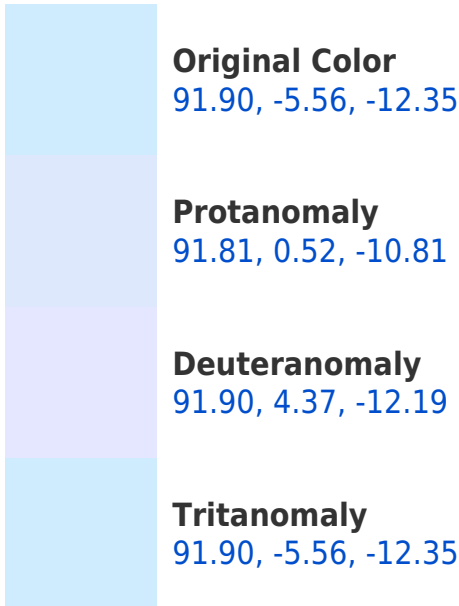 Original Color
91.90, -5.56, -12.35
Protanomaly
91.81, 0.52, -10.81
Deuteranomaly
91.90, 4.37, -12.19
Tritanomaly
91.90, -5.56, -12.35